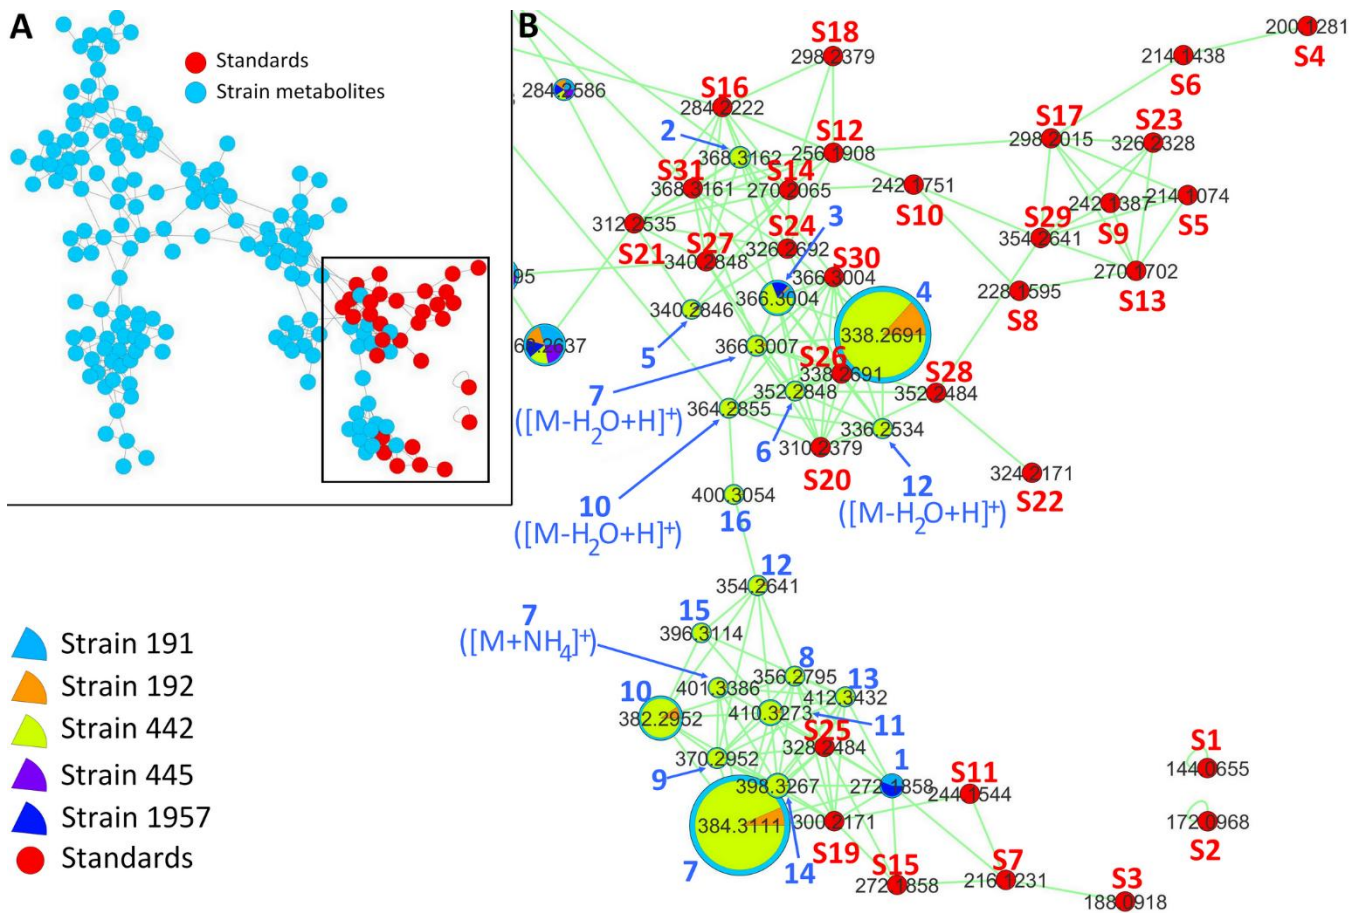 A
Standards
Strain metabolites
B
S18
298.2379
200.1281
S4
214.1438
S6
284.2586
S16
284.2222
2
368.3162
S12
256.1908
S17
298.2015
S23
326.2328
S31
368.3161
S14
270.2065
242.1751
S10
3
312.2535
S21
S27
340.2848
S24
326.2692
S30
366.3004
S29
354.2641
242.1387
S9
214.1074
S5
270.1702
S13
228.1595
S8
95
366.3004
4
338.2691
340.2846
5
2637
366.3007
7
([M-H₂O+H]⁺)
S26
338.2691
352.2848
6
S28
352.2484
364.2855
10
([M-H₂O+H]⁺)
310.2379
S20
336.2534
12
([M-H₂O+H]⁺)
324.2171
S22
400.3054
16
12
354.2641
15
396.3114
7
([M+NH₄]⁺)
8
356.2795
401.3386
13
412.3432
10
382.2952
410.3273
11
S25
328.2484
370.2952
9
398.3267
14
1
272.1858
S11
244.1544
S1
144.0655
384.3111
7
300.2171
S19
172.0968
S2
S15
272.1858
S7
216.1231
S3
188.0918
Strain 191
Strain 192
Strain 442
Strain 445
Strain 1957
Standards